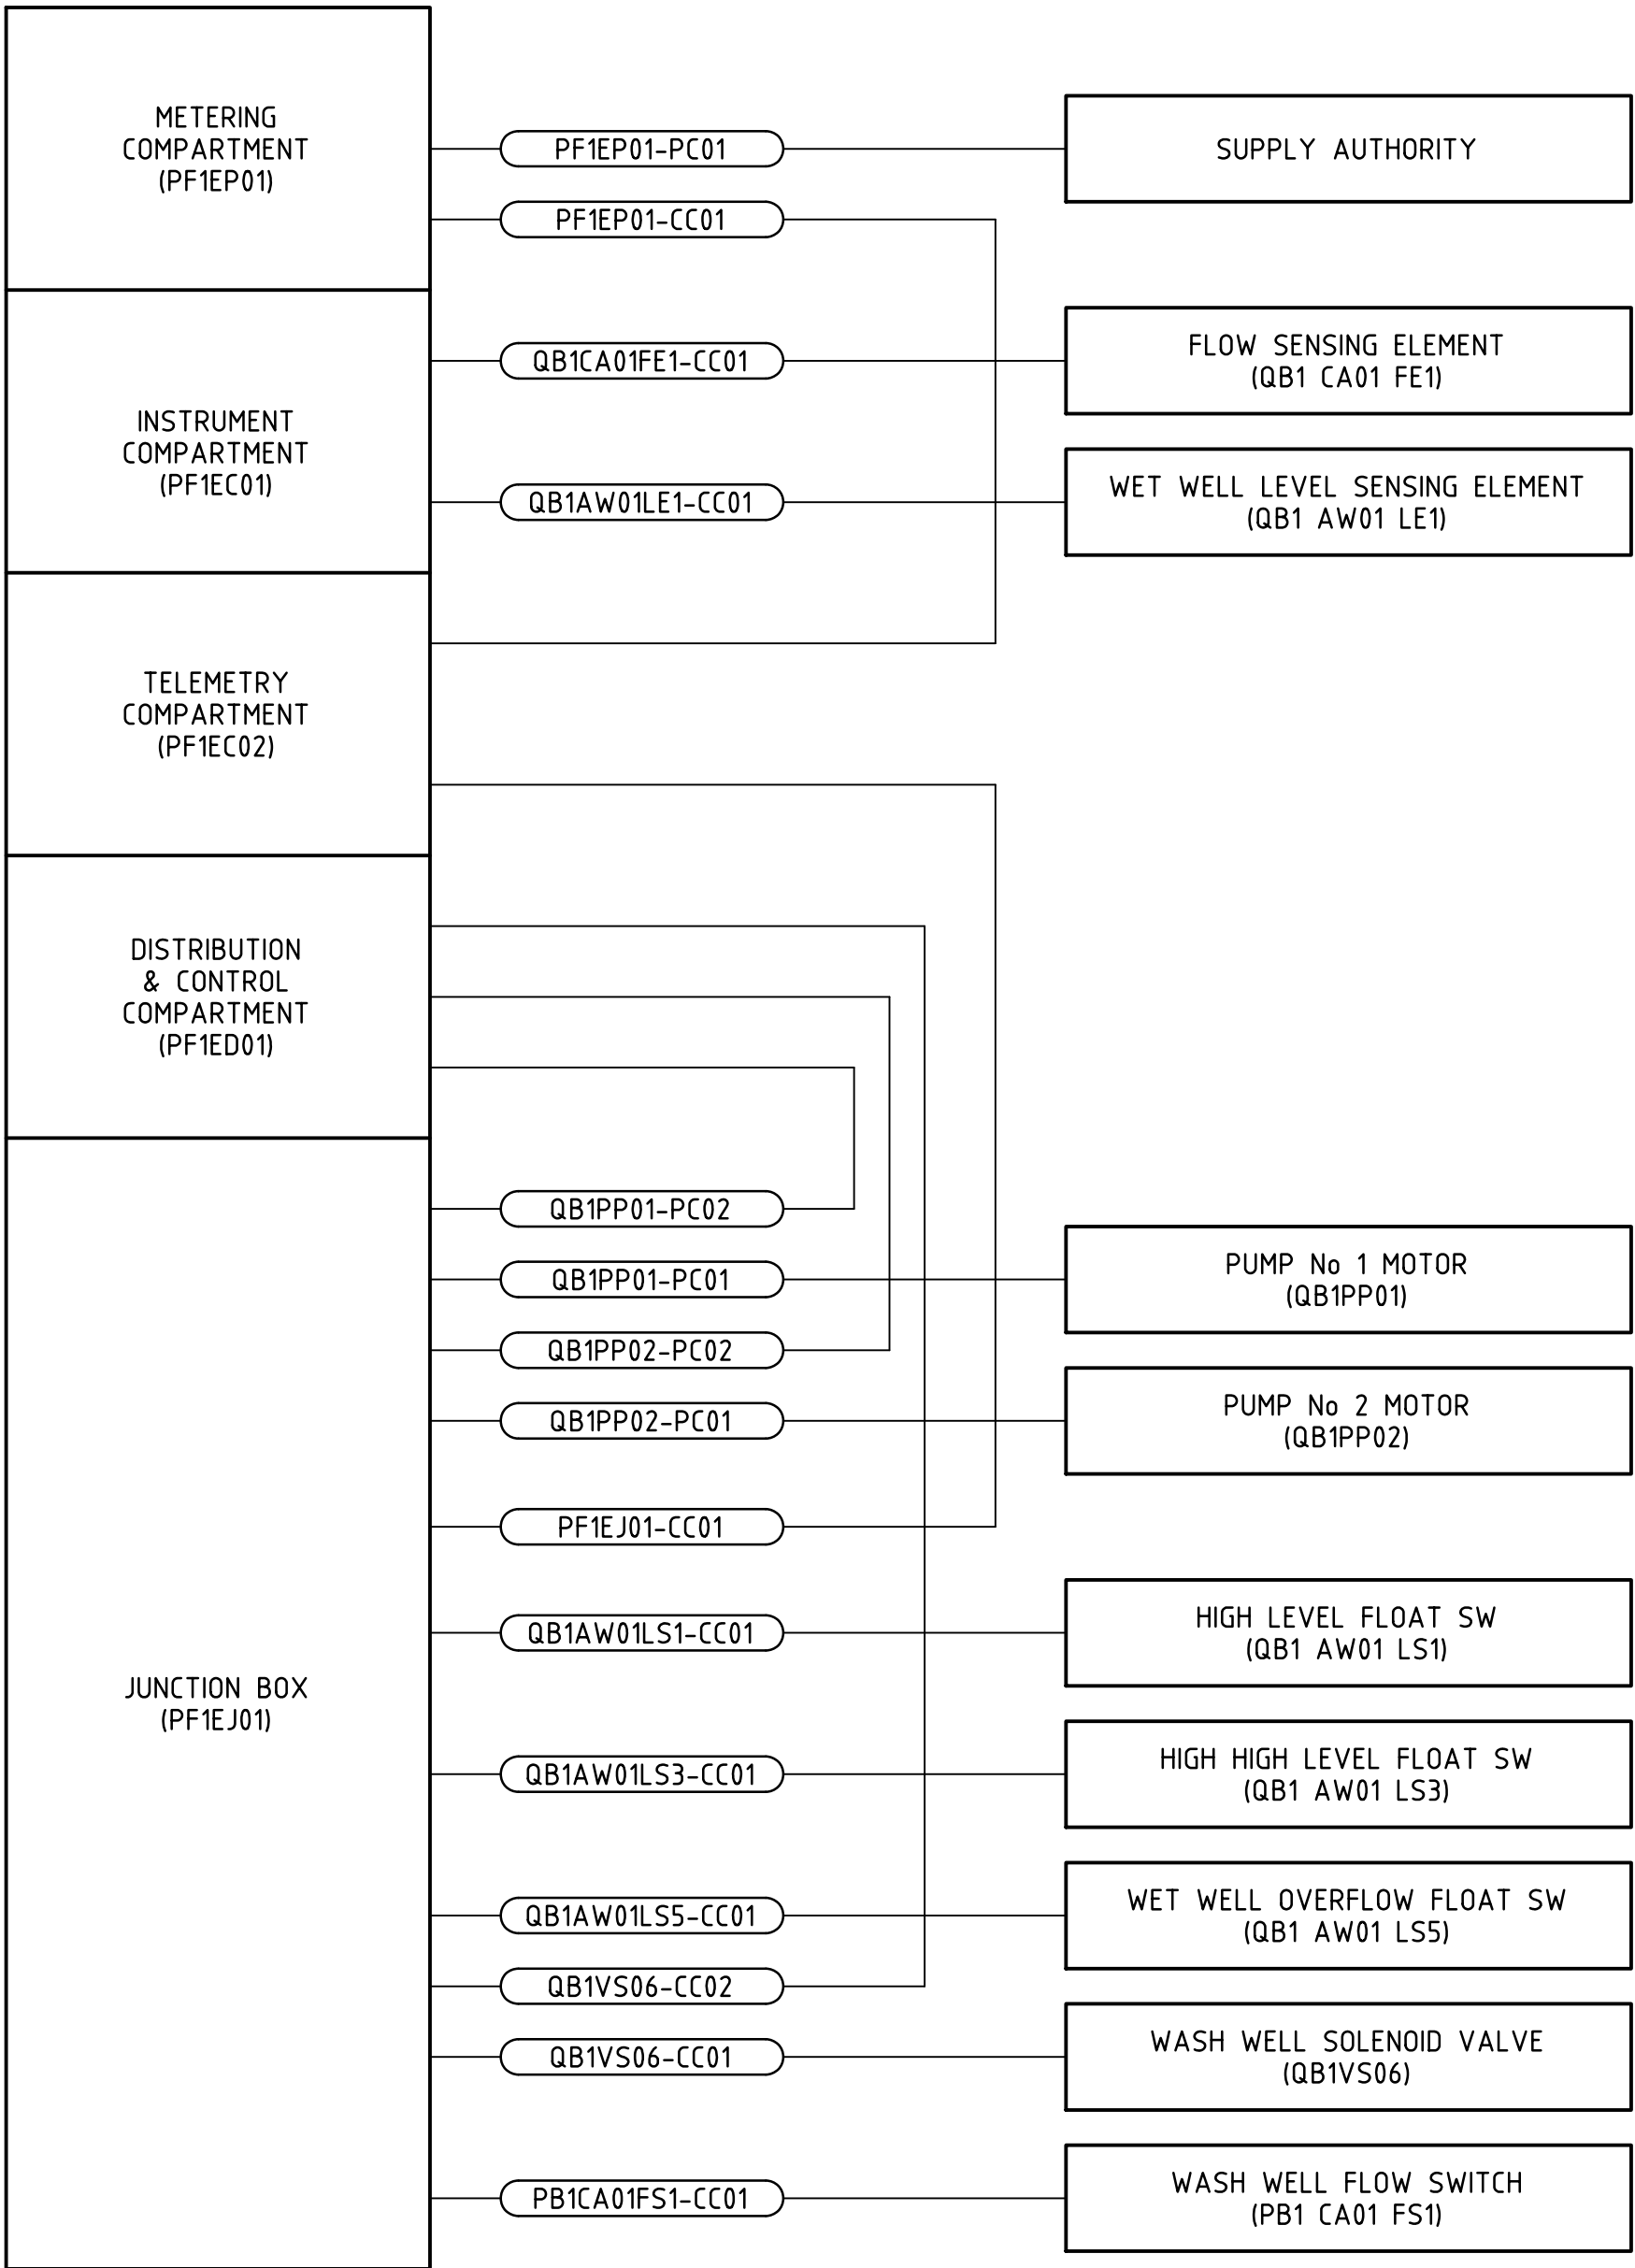 METERING
COMPARTMENT
(PF1EP01)
PF1EP01-PC01
SUPPLY AUTHORITY
PF1EP01-CC01
INSTRUMENT
COMPARTMENT
(PF1EC01)
QB1CA01FE1-CC01
FLOW SENSING ELEMENT
(QB1 CA01 FE1)
QB1AW01LE1-CC01
WET WELL LEVEL SENSING ELEMENT
(QB1 AW01 LE1)
TELEMETRY
COMPARTMENT
(PF1EC02)
DISTRIBUTION
& CONTROL
COMPARTMENT
(PF1ED01)
JUNCTION BOX
(PF1EJ01)
QB1PP01-PC02
QB1PP01-PC01
PUMP No 1 MOTOR
(QB1PP01)
QB1PP02-PC02
QB1PP02-PC01
PUMP No 2 MOTOR
(QB1PP02)
PF1EJ01-CC01
QB1AW01LS1-CC01
HIGH LEVEL FLOAT SW
(QB1 AW01 LS1)
QB1AW01LS3-CC01
HIGH HIGH LEVEL FLOAT SW
(QB1 AW01 LS3)
QB1AW01LS5-CC01
WET WELL OVERFLOW FLOAT SW
(QB1 AW01 LS5)
QB1VS06-CC02
QB1VS06-CC01
WASH WELL SOLENOID VALVE
(QB1VS06)
PB1CA01FS1-CC01
WASH WELL FLOW SWITCH
(PB1 CA01 FS1)